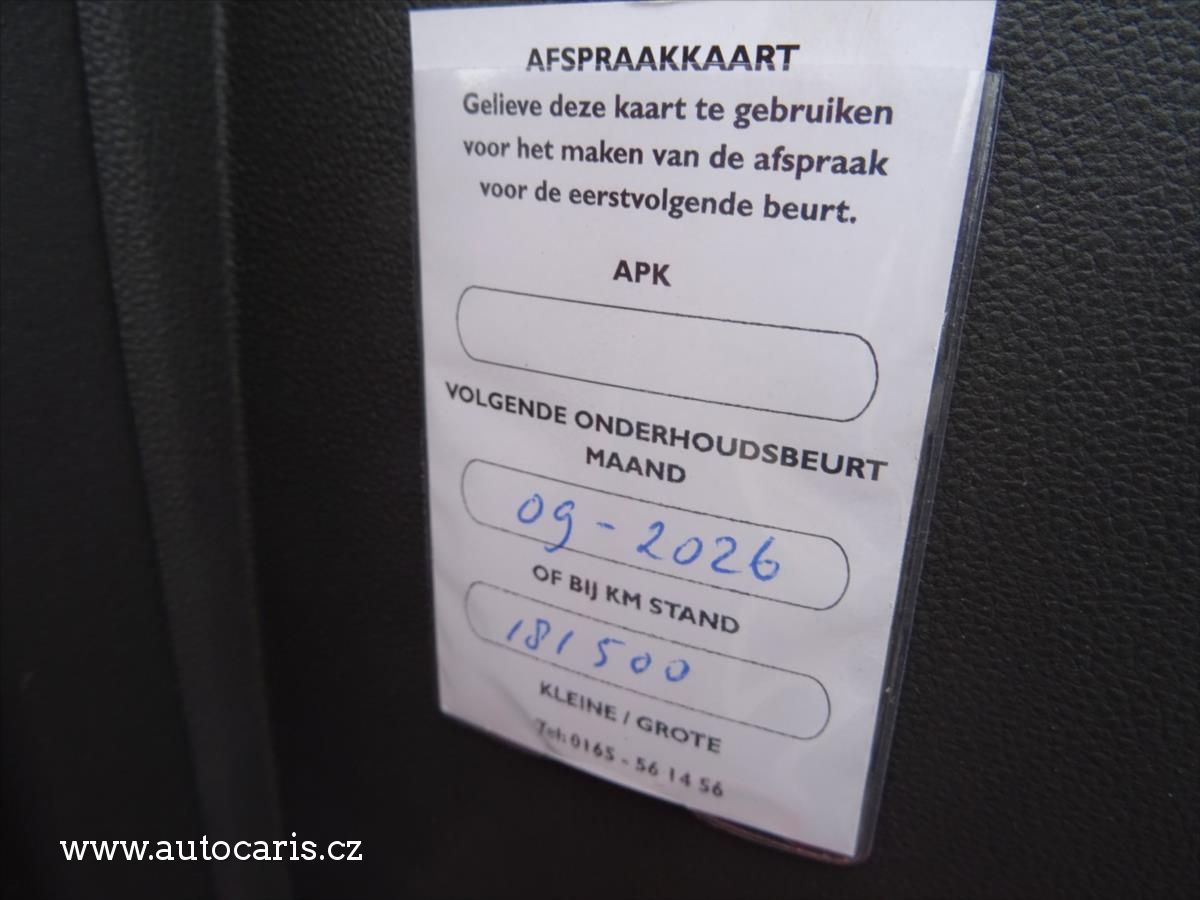 AFSPRAAKKAART
Gelieve deze kaart te gebruiken
voor het maken van de afspraak
voor de eerstvolgende beurt.
APK
VOLGENDE ONDERHOUDSBEURT
MAAND
09-2026
OF BIJ KM STAND
181500
KLEINE / GROTE
Tel: 0165 - 56 14 56
www.autocaris.cz